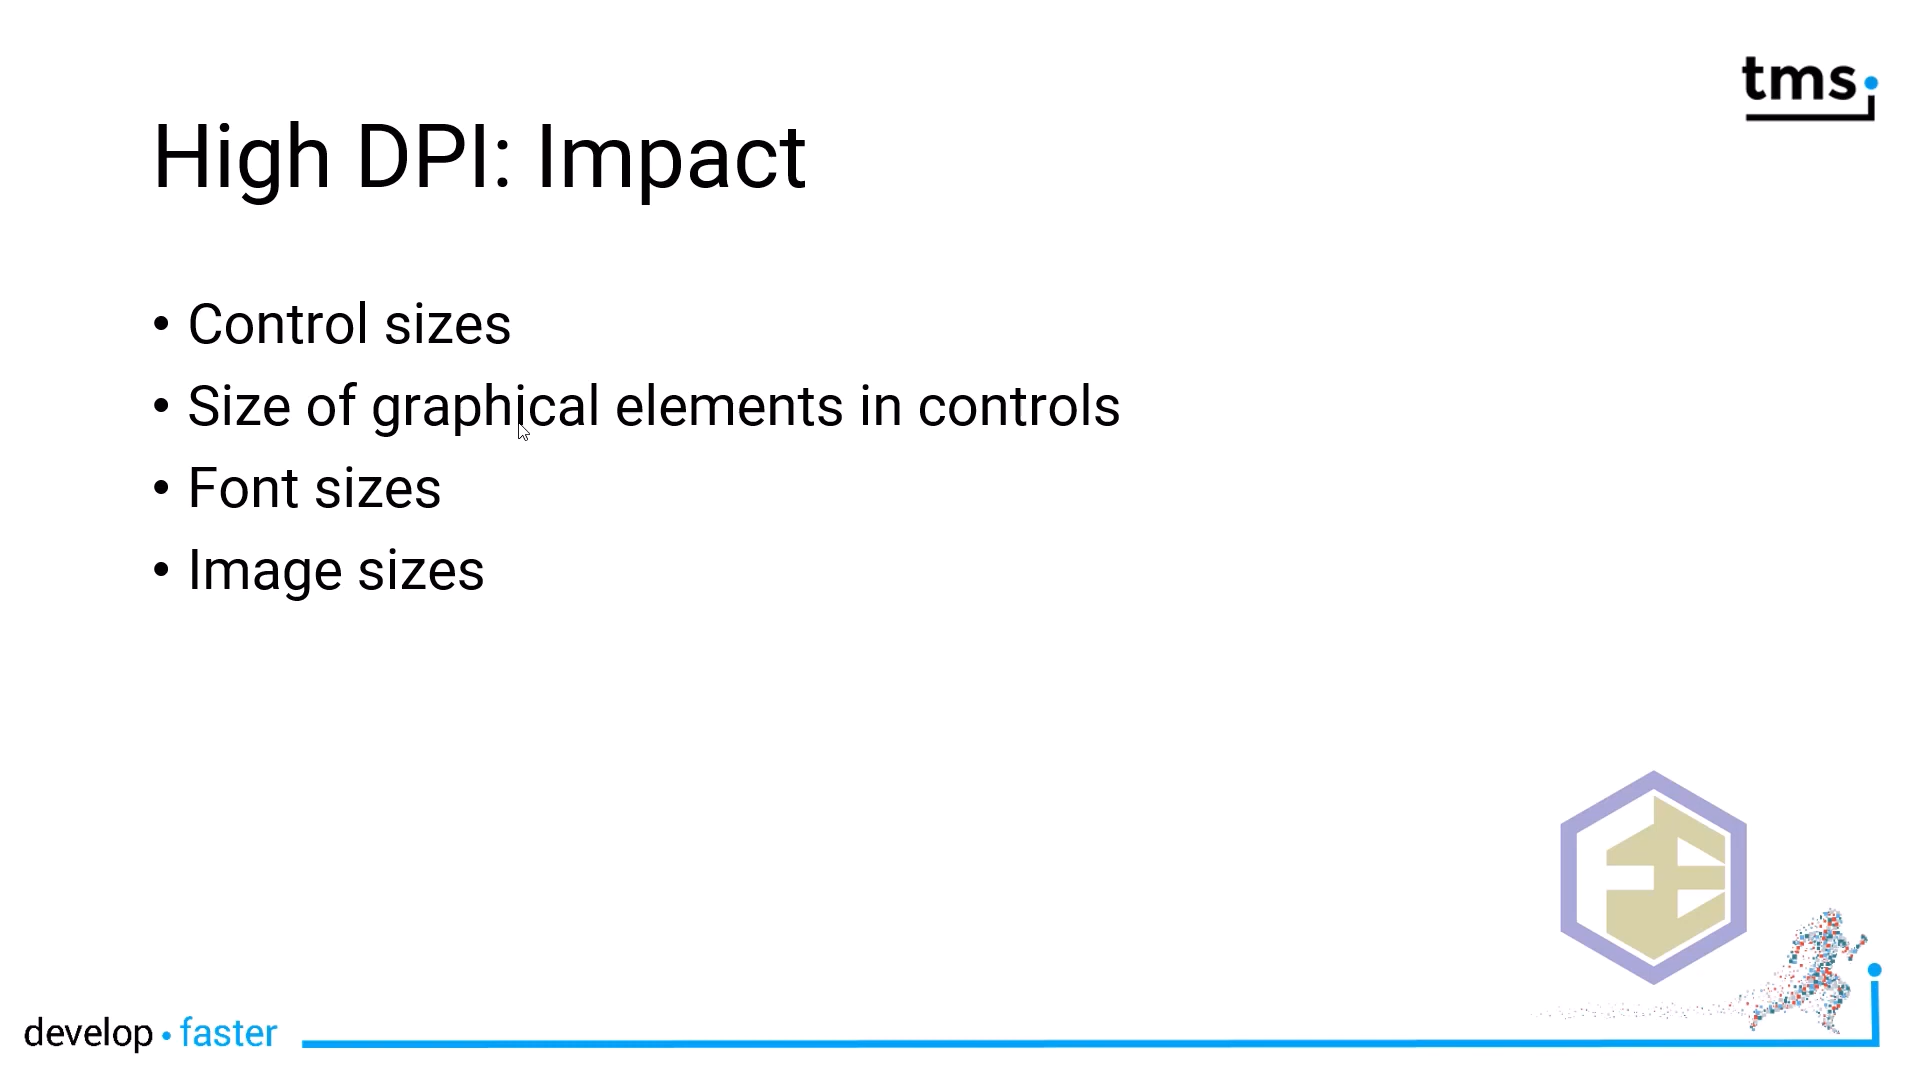 tms
High DPI: Impact
• Control sizes
• Size of graphical elements in controls
• Font sizes
• Image sizes
develop • faster